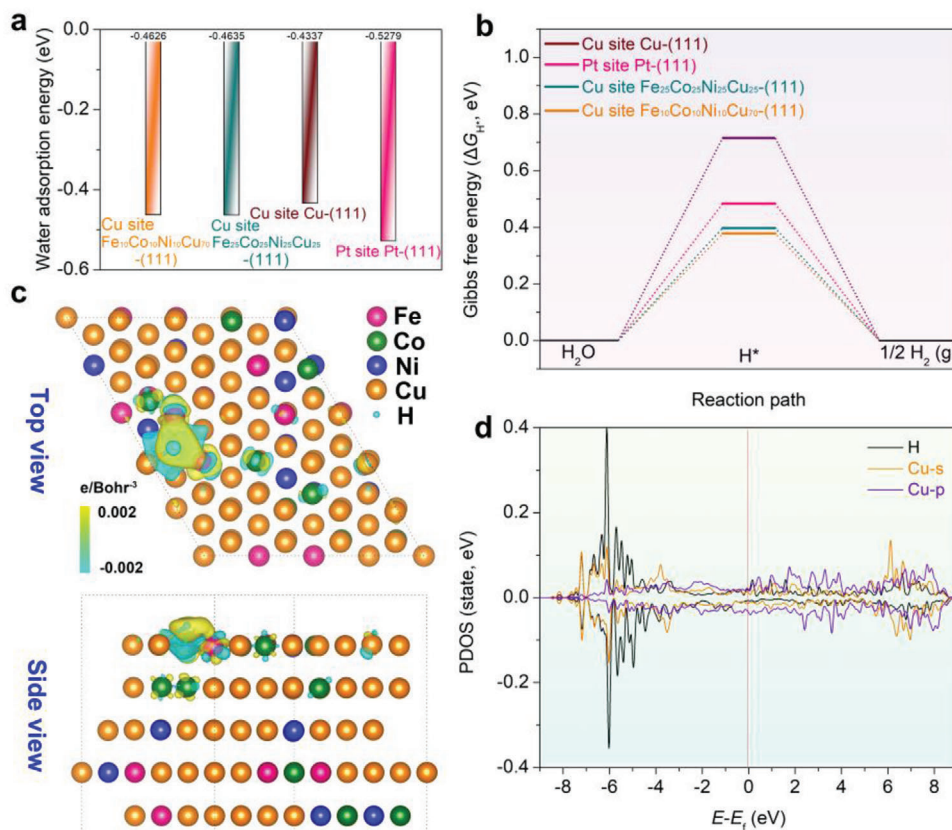 a
-0.4626
-0.4635
-0.4337
-0.5279
0.0
-0.2
-0.4
-0.6
Water adsorption energy (eV)
Cu site
Fe₁₀Co₁₀Ni₁₀Cu₇₀
-(111)
Cu site
Fe₂₅Co₂₅Ni₂₅Cu₂₅
-(111)
Cu site Cu-(111)
Pt site Pt-(111)
b
1.0
0.8
0.6
0.4
0.2
0.0
Gibbs free energy (ΔG_H*, eV)
Cu site Cu-(111)
Pt site Pt-(111)
Cu site Fe₂₅Co₂₅Ni₂₅Cu₂₅-(111)
Cu site Fe₁₀Co₁₀Ni₁₀Cu₇₀-(111)
H₂O
H*
1/2 H₂ (g
Reaction path
c
Fe
Co
Ni
Cu
H
Top view
e/Bohr⁻³
0.002
-0.002
Side view
d
0.4
0.2
0.0
-0.2
-0.4
PDOS (state, eV)
H
Cu-s
Cu-p
-8 -6 -4 -2 0 2 4 6 8
E-E_f (eV)